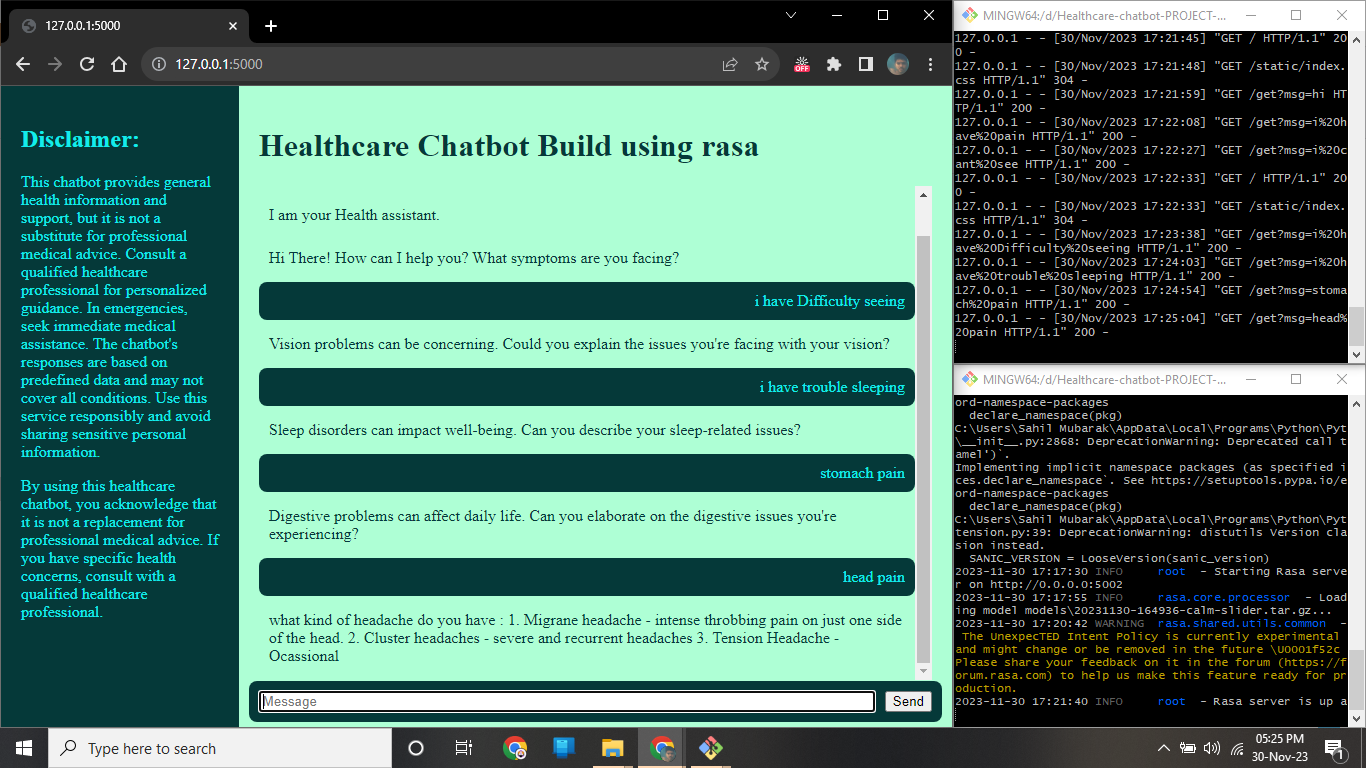 127.0.0.1:5000
127.0.0.1:5000
OFF
Disclaimer:
This chatbot provides general
health information and
support, but it is not a
substitute for professional
medical advice. Consult a
qualified healthcare
professional for personalized
guidance. In emergencies,
seek immediate medical
assistance. The chatbot's
responses are based on
predefined data and may not
cover all conditions. Use this
service responsibly and avoid
sharing sensitive personal
information.
By using this healthcare
chatbot, you acknowledge that
it is not a replacement for
professional medical advice. If
you have specific health
concerns, consult with a
qualified healthcare
professional.
Healthcare Chatbot Build using rasa
I am your Health assistant.
Hi There! How can I help you? What symptoms are you facing?
i have Difficulty seeing
Vision problems can be concerning. Could you explain the issues you're facing with your vision?
i have trouble sleeping
Sleep disorders can impact well-being. Can you describe your sleep-related issues?
stomach pain
Digestive problems can affect daily life. Can you elaborate on the digestive issues you're
experiencing?
head pain
what kind of headache do you have : 1. Migrane headache - intense throbbing pain on just one side
of the head. 2. Cluster headaches - severe and recurrent headaches 3. Tension Headache -
Ocassional
Message
Send
MINGW64:/d/Healthcare-chatbot-PROJECT-...
127.0.0.1 - - [30/Nov/2023 17:21:45] "GET / HTTP/1.1" 20
0 -
127.0.0.1 - - [30/Nov/2023 17:21:48] "GET /static/index.
css HTTP/1.1" 304 -
127.0.0.1 - - [30/Nov/2023 17:21:59] "GET /get?msg=hi HT
TP/1.1" 200 -
127.0.0.1 - - [30/Nov/2023 17:22:08] "GET /get?msg=i%20h
ave%20pain HTTP/1.1" 200 -
127.0.0.1 - - [30/Nov/2023 17:22:27] "GET /get?msg=i%20c
ant%20see HTTP/1.1" 200 -
127.0.0.1 - - [30/Nov/2023 17:22:33] "GET / HTTP/1.1" 20
0 -
127.0.0.1 - - [30/Nov/2023 17:22:33] "GET /static/index.
css HTTP/1.1" 304 -
127.0.0.1 - - [30/Nov/2023 17:23:38] "GET /get?msg=i%20h
ave%20Difficulty%20seeing HTTP/1.1" 200 -
127.0.0.1 - - [30/Nov/2023 17:24:03] "GET /get?msg=i%20h
ave%20trouble%20sleeping HTTP/1.1" 200 -
127.0.0.1 - - [30/Nov/2023 17:24:54] "GET /get?msg=stoma
ch%20pain HTTP/1.1" 200 -
127.0.0.1 - - [30/Nov/2023 17:25:04] "GET /get?msg=head%
20pain HTTP/1.1" 200 -
MINGW64:/d/Healthcare-chatbot-PROJECT-...
ord-namespace-packages
declare_namespace(pkg)
C:\Users\Sahil Mubarak\AppData\Local\Programs\Python\Pyt
\__init__.py:2868: DeprecationWarning: Deprecated call t
amel')`.
Implementing implicit namespace packages (as specified i
ces.declare_namespace`. See https://setuptools.pypa.io/e
ord-namespace-packages
declare_namespace(pkg)
C:\Users\Sahil Mubarak\AppData\Local\Programs\Python\Pyt
tension.py:39: DeprecationWarning: distutils Version cla
sion instead.
SANIC_VERSION = LooseVersion(sanic_version)
2023-11-30 17:17:30 INFO root - Starting Rasa serve
r on http://0.0.0.0:5002
2023-11-30 17:17:55 INFO rasa.core.processor - Load
ing model models\20231130-164936-calm-slider.tar.gz...
2023-11-30 17:20:42 WARNING rasa.shared.utils.common -
The UnexpecTED Intent Policy is currently experimental
and might change or be removed in the future \U0001f52c
Please share your feedback on it in the forum (https://f
orum.rasa.com) to help us make this feature ready for pr
oduction.
2023-11-30 17:21:40 INFO root - Rasa server is up a
Type here to search
05:25 PM
30-Nov-23
1